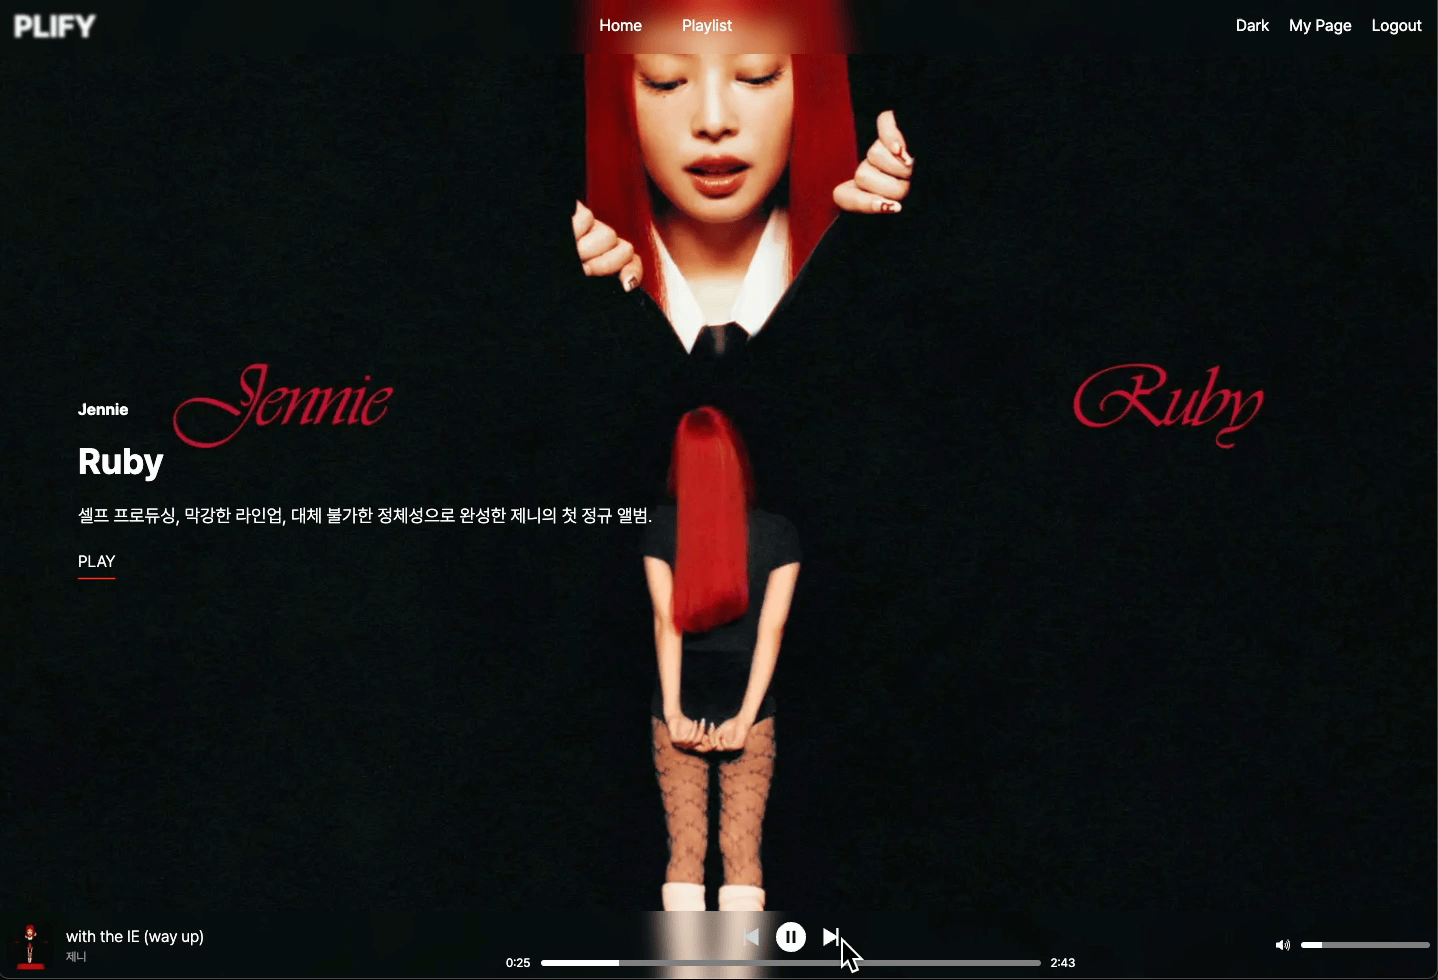 PLIFY
Home
Playlist
Dark
My Page
Logout
Jennie
Ruby
Jennie
Ruby
셀프 프로듀싱, 막강한 라인업, 대체 불가한 정체성으로 완성한 제니의 첫 정규 앨범.
PLAY
with the IE (way up)
제니
0:25
2:43